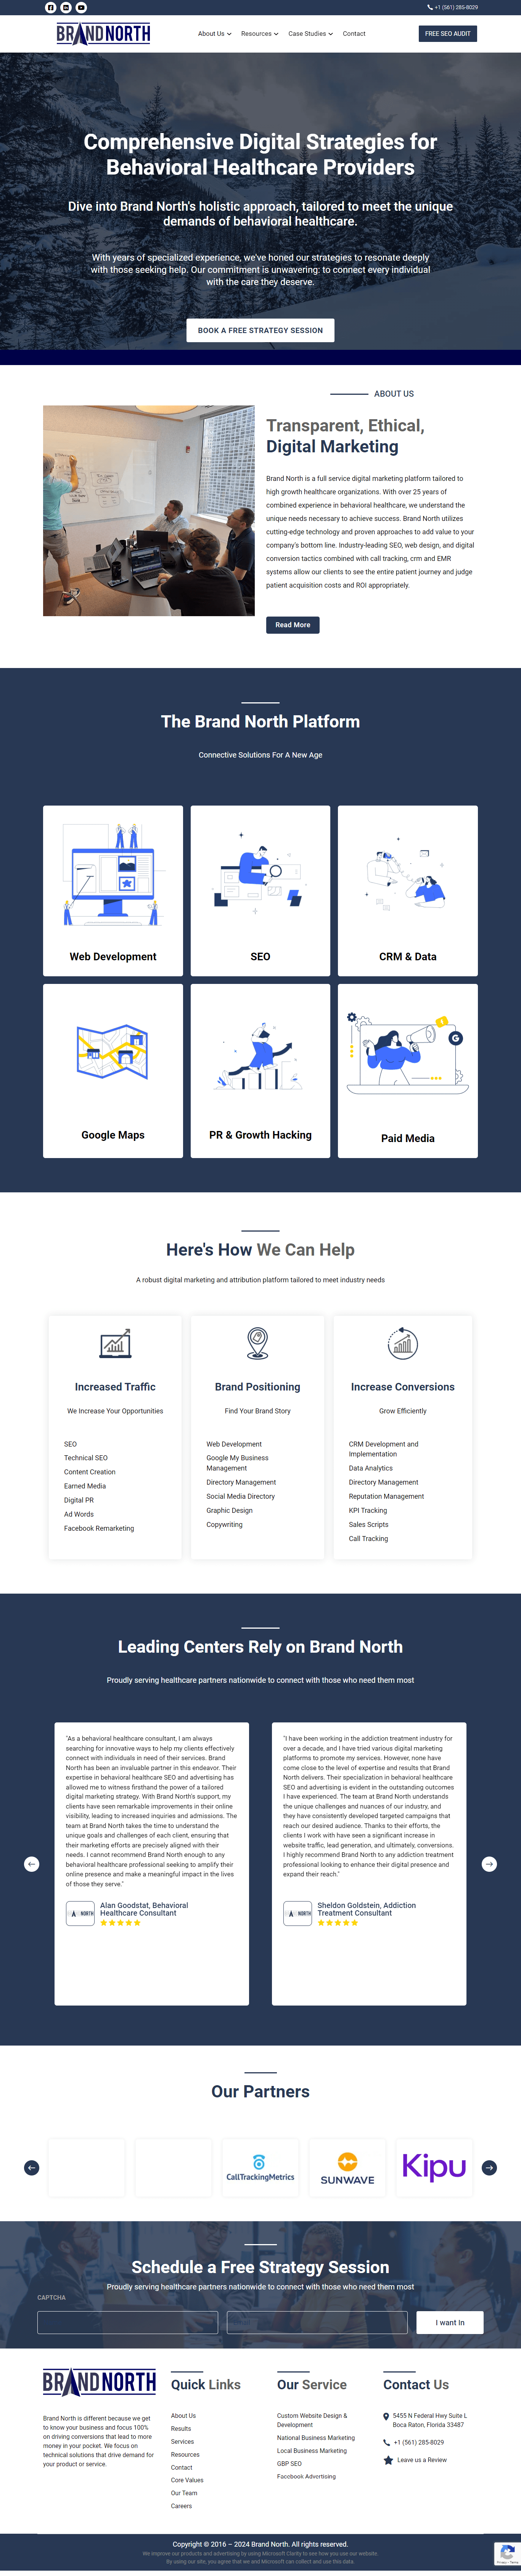 +1 (561) 285-8029
BRANDNORTH
About Us
Resources
Case Studies
Contact
FREE SEO AUDIT
Comprehensive Digital Strategies for
Behavioral Healthcare Providers
Dive into Brand North's holistic approach, tailored to meet the unique
demands of behavioral healthcare.
With years of specialized experience, we've honed our strategies to resonate deeply
with those seeking help. Our commitment is unwavering: to connect every individual
with the care they deserve.
BOOK A FREE STRATEGY SESSION
ABOUT US
Transparent, Ethical,
Digital Marketing
Brand North is a full service digital marketing platform tailored to
high growth healthcare organizations. With over 25 years of
combined experience in behavioral healthcare, we understand the
unique needs necessary to achieve success. Brand North utilizes
cutting-edge technology and proven approaches to add value to your
company's bottom line. Industry-leading SEO, web design, and digital
conversion tactics combined with call tracking, crm and EMR
systems allow our clients to see the entire patient journey and judge
patient acquisition costs and ROI appropriately.
Read More
The Brand North Platform
Connective Solutions For A New Age
Web Development
SEO
CRM & Data
Google Maps
PR & Growth Hacking
G
Paid Media
Here's How We Can Help
A robust digital marketing and attribution platform tailored to meet industry needs
Increased Traffic
We Increase Your Opportunities
SEO
Technical SEO
Content Creation
Earned Media
Digital PR
Ad Words
Facebook Remarketing
Brand Positioning
Find Your Brand Story
Web Development
Google My Business
Management
Directory Management
Social Media Directory
Graphic Design
Copywriting
Increase Conversions
Grow Efficiently
CRM Development and
Implementation
Data Analytics
Directory Management
Reputation Management
KPI Tracking
Sales Scripts
Call Tracking
Leading Centers Rely on Brand North
Proudly serving healthcare partners nationwide to connect with those who need them most
"As a behavioral healthcare consultant, I am always
searching for innovative ways to help my clients effectively
connect with individuals in need of their services. Brand
North has been an invaluable partner in this endeavor. Their
expertise in behavioral healthcare SEO and advertising has
allowed me to witness firsthand the power of a tailored
digital marketing strategy. With Brand North's support, my
clients have seen remarkable improvements in their online
visibility, leading to increased inquiries and admissions. The
team at Brand North takes the time to understand the
unique goals and challenges of each client, ensuring that
their marketing efforts are precisely aligned with their
needs. I cannot recommend Brand North enough to any
behavioral healthcare professional seeking to amplify their
online presence and make a meaningful impact in the lives
of those they serve."
Alan Goodstat, Behavioral
Healthcare Consultant
"I have been working in the addiction treatment industry for
over a decade, and I have tried various digital marketing
platforms to promote my services. However, none have
come close to the level of expertise and results that Brand
North delivers. Their specialization in behavioral healthcare
SEO and advertising is evident in the outstanding outcomes
I have experienced. The team at Brand North understands
the unique challenges and nuances of our industry, and
they have consistently developed targeted campaigns that
reach our desired audience. Thanks to their efforts, the
clients I work with have seen a significant increase in
website traffic, lead generation, and ultimately, conversions.
I highly recommend Brand North to any addiction treatment
professional looking to enhance their digital presence and
expand their reach."
Sheldon Goldstein, Addiction
Treatment Consultant
Our Partners
CallTrackingMetrics
SUNWAVE
Kipu
Schedule a Free Strategy Session
Proudly serving healthcare partners nationwide to connect with those who need them most
CAPTCHA
I want In
BRANDNORTH
Brand North is different because we get
to know your business and focus 100%
on driving conversions that lead to more
money in your pocket. We focus on
technical solutions that drive demand for
your product or service.
Quick Links
About Us
Results
Services
Resources
Contact
Core Values
Our Team
Careers
Our Service
Custom Website Design &
Development
National Business Marketing
Local Business Marketing
GBP SEO
Facebook Advertising
Contact Us
5455 N Federal Hwy Suite L
Boca Raton, Florida 33487
+1 (561) 285-8029
Leave us a Review
Copyright © 2016 – 2024 Brand North. All rights reserved.
We improve our products and advertising by using Microsoft Clarity to see how you use our website.
By using our site, you agree that we and Microsoft can collect and use this data.
Privacy - Terms